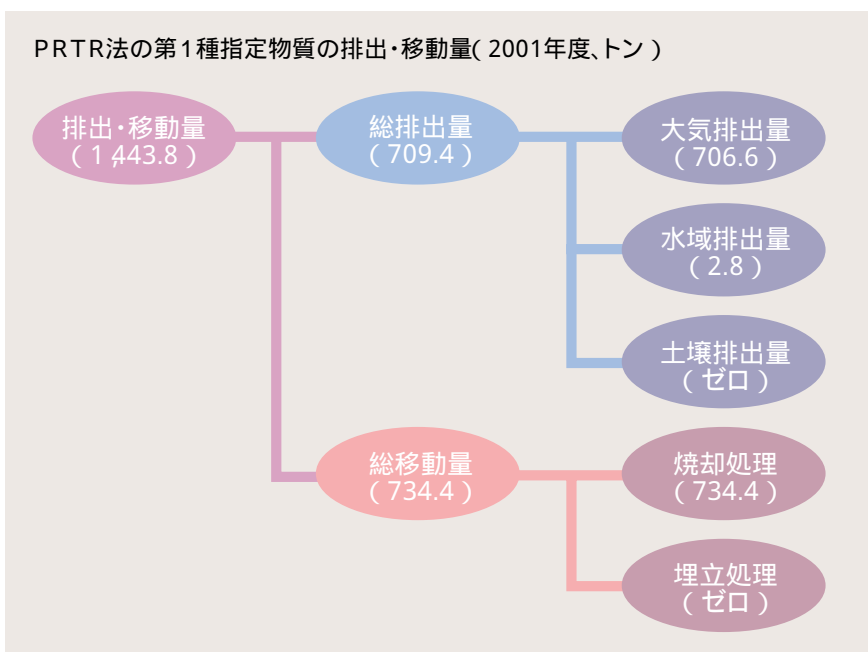 PRTR法の第1種指定物質の排出・移動量(2001年度、トン)
排出・移動量
(1,443.8)
総排出量
(709.4)
大気排出量
(706.6)
水域排出量
(2.8)
土壌排出量
(ゼロ)
総移動量
(734.4)
焼却処理
(734.4)
埋立処理
(ゼロ)